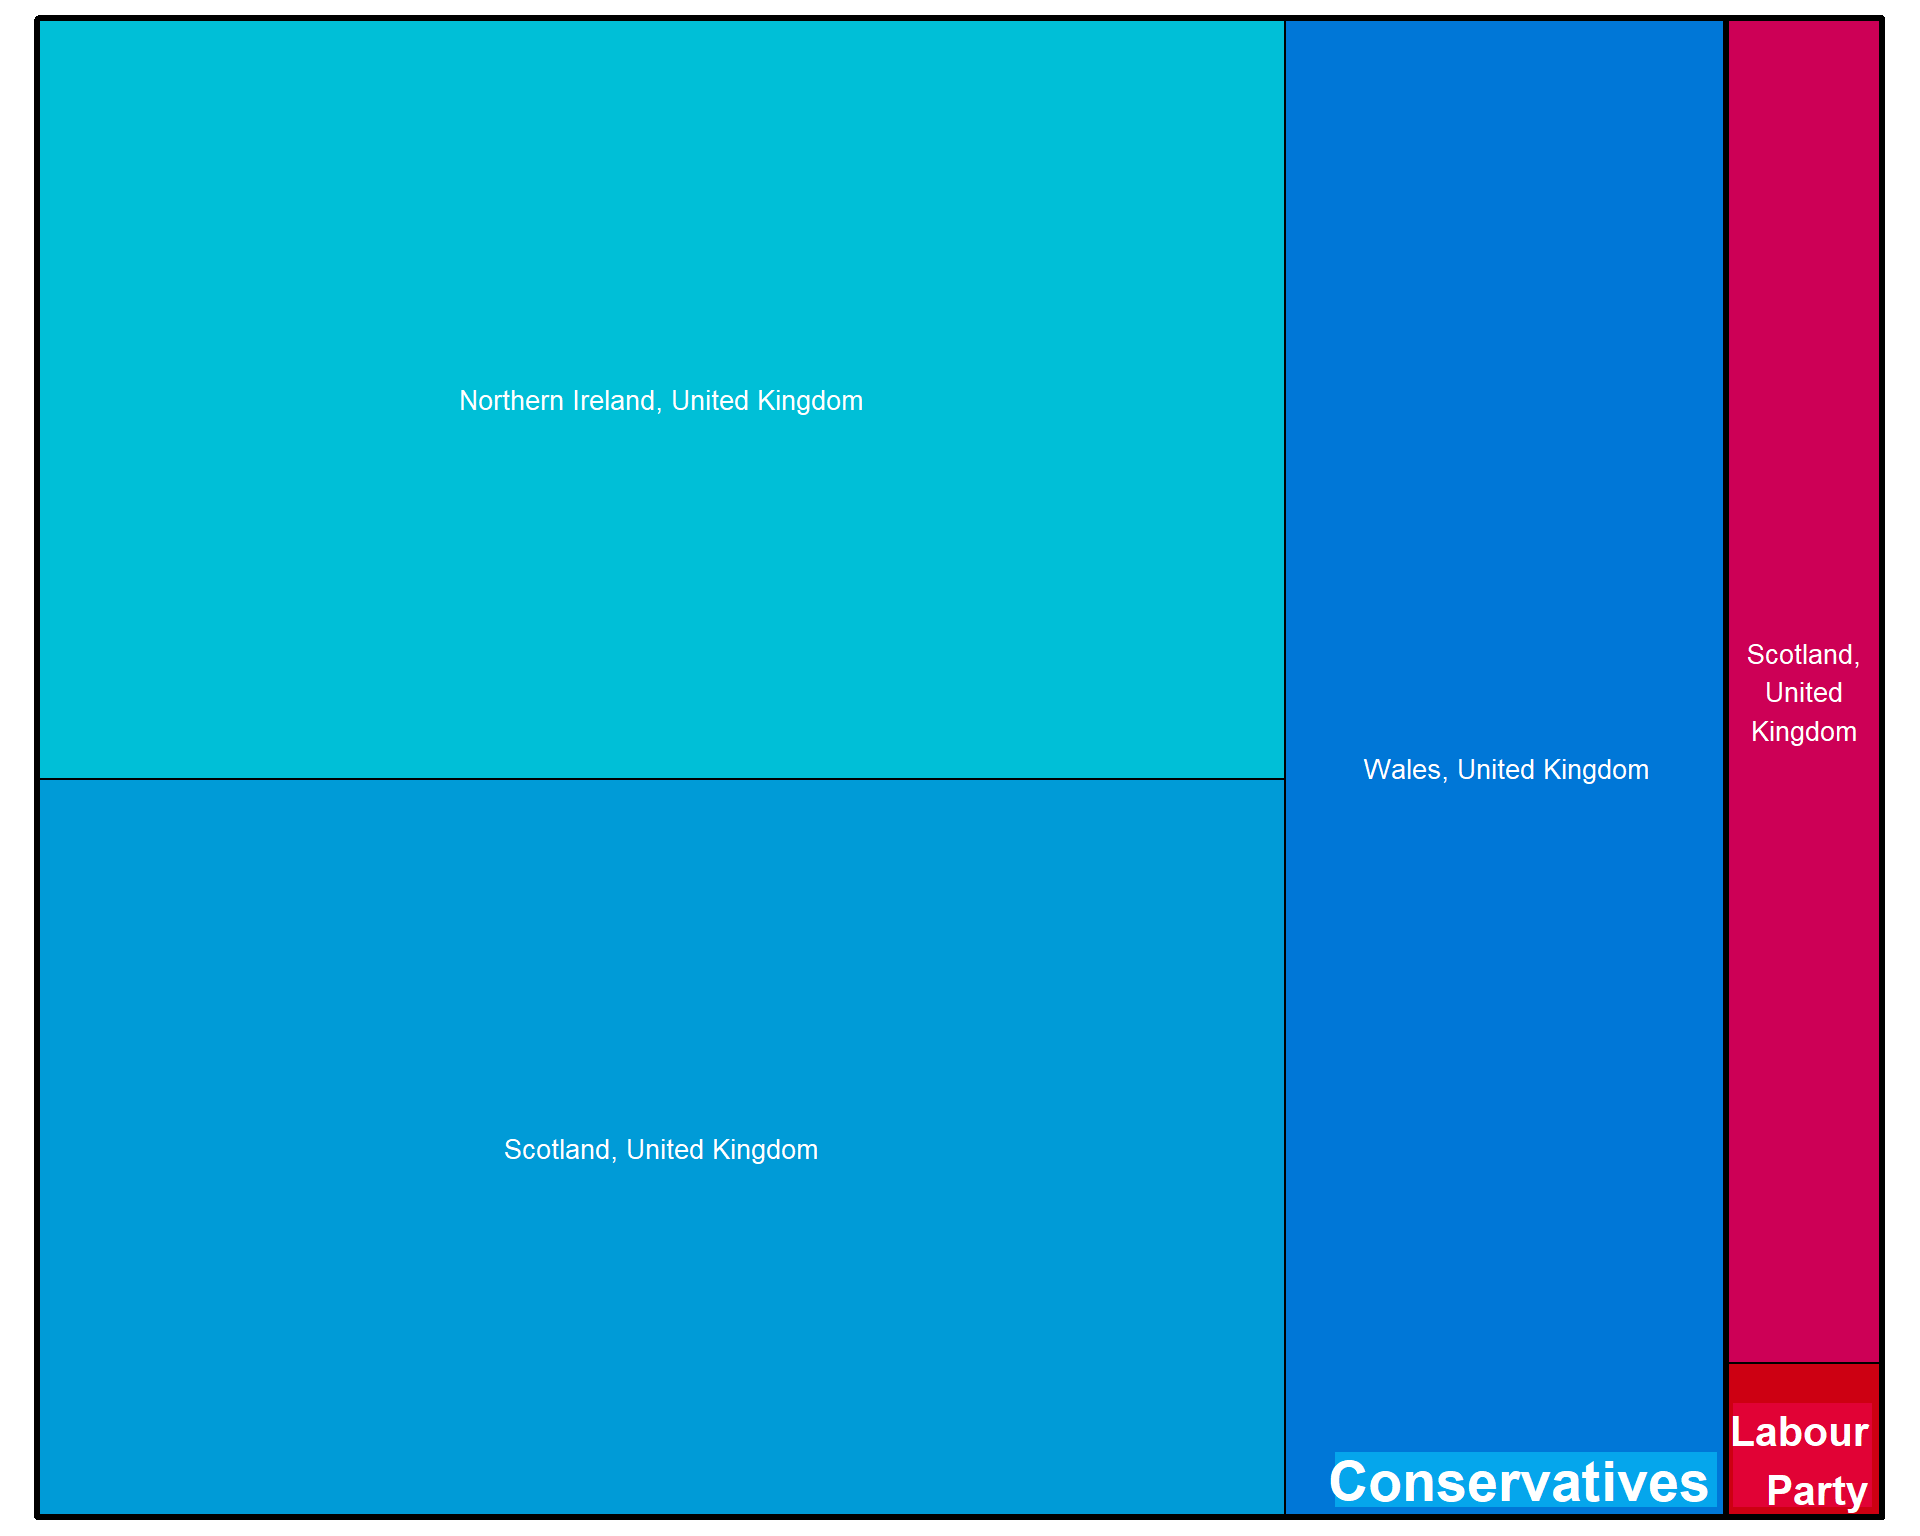 Northern Ireland, United Kingdom
Scotland, United Kingdom
Wales, United Kingdom
Conservatives
Scotland,
United
Kingdom
Labour
Party